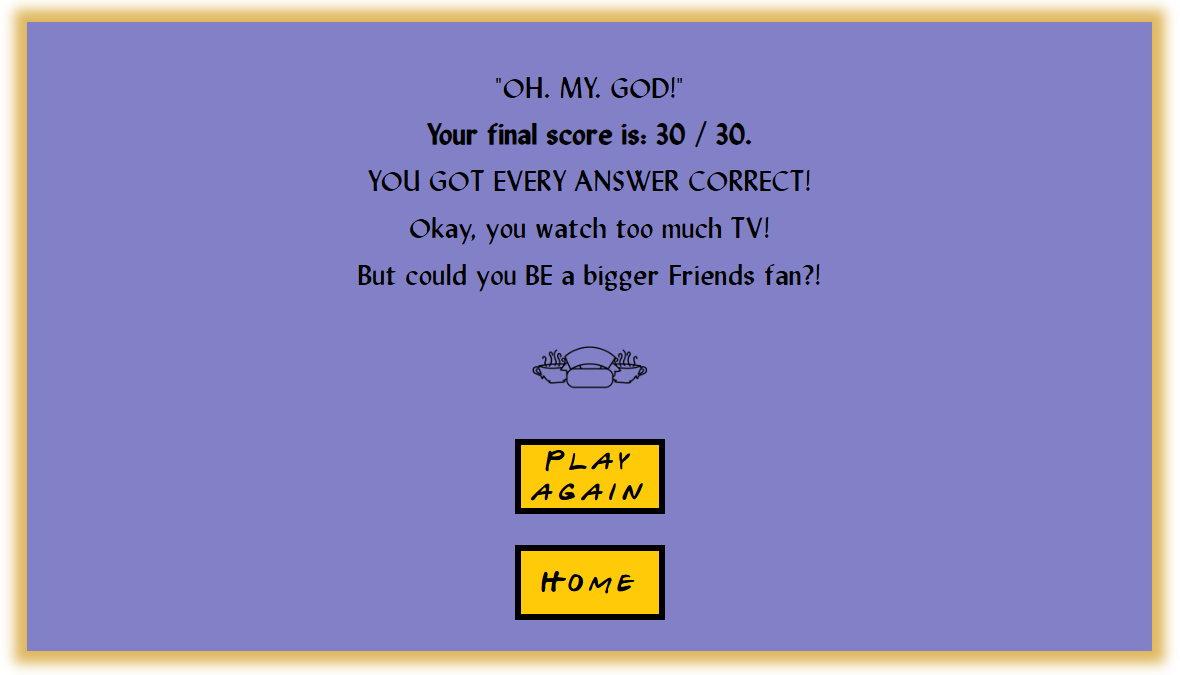 "OH. MY. GOD!"
Your final score is: 30 / 30.
YOU GOT EVERY ANSWER CORRECT!
Okay, you watch too much TV!
But could you BE a bigger Friends fan?!
PLAY
AGAIN
HOME